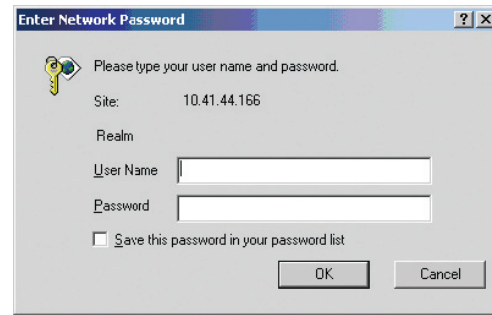 Enter Network Password
Please type your user name and password.
Site: 10.41.44.166
Realm
User Name
Password
Save this password in your password list
OK Cancel